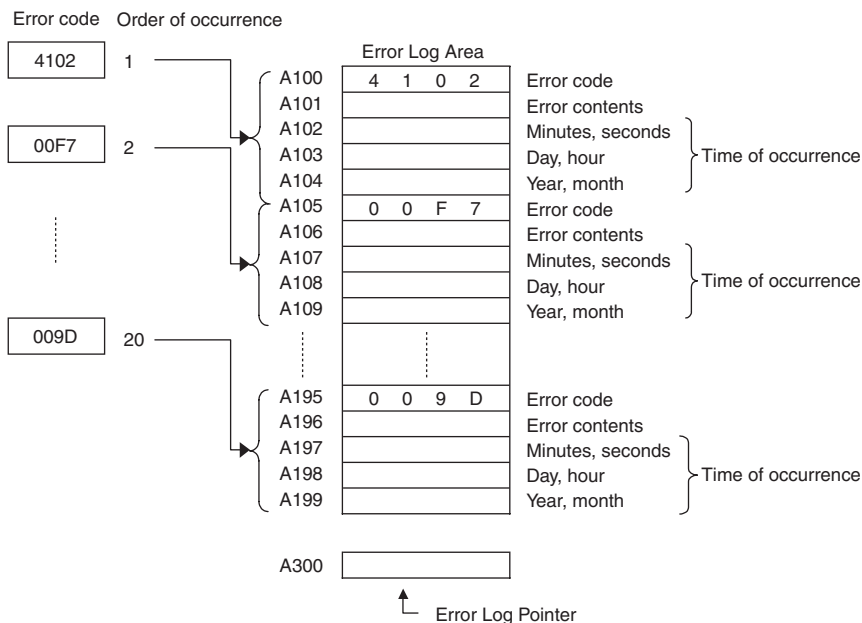 Error code Order of occurrence
Error Log Area
4102 1 A100 4 1 0 2 Error code
A101 Error contents
A102 Minutes, seconds
00F7 2 A103 Day, hour Time of occurrence
A104 Year, month
A105 0 0 F 7 Error code
A106 Error contents
A107 Minutes, seconds
A108 Day, hour Time of occurrence
A109 Year, month
009D 20
A195 0 0 9 D Error code
A196 Error contents
A197 Minutes, seconds
A198 Day, hour Time of occurrence
A199 Year, month
A300
Error Log Pointer